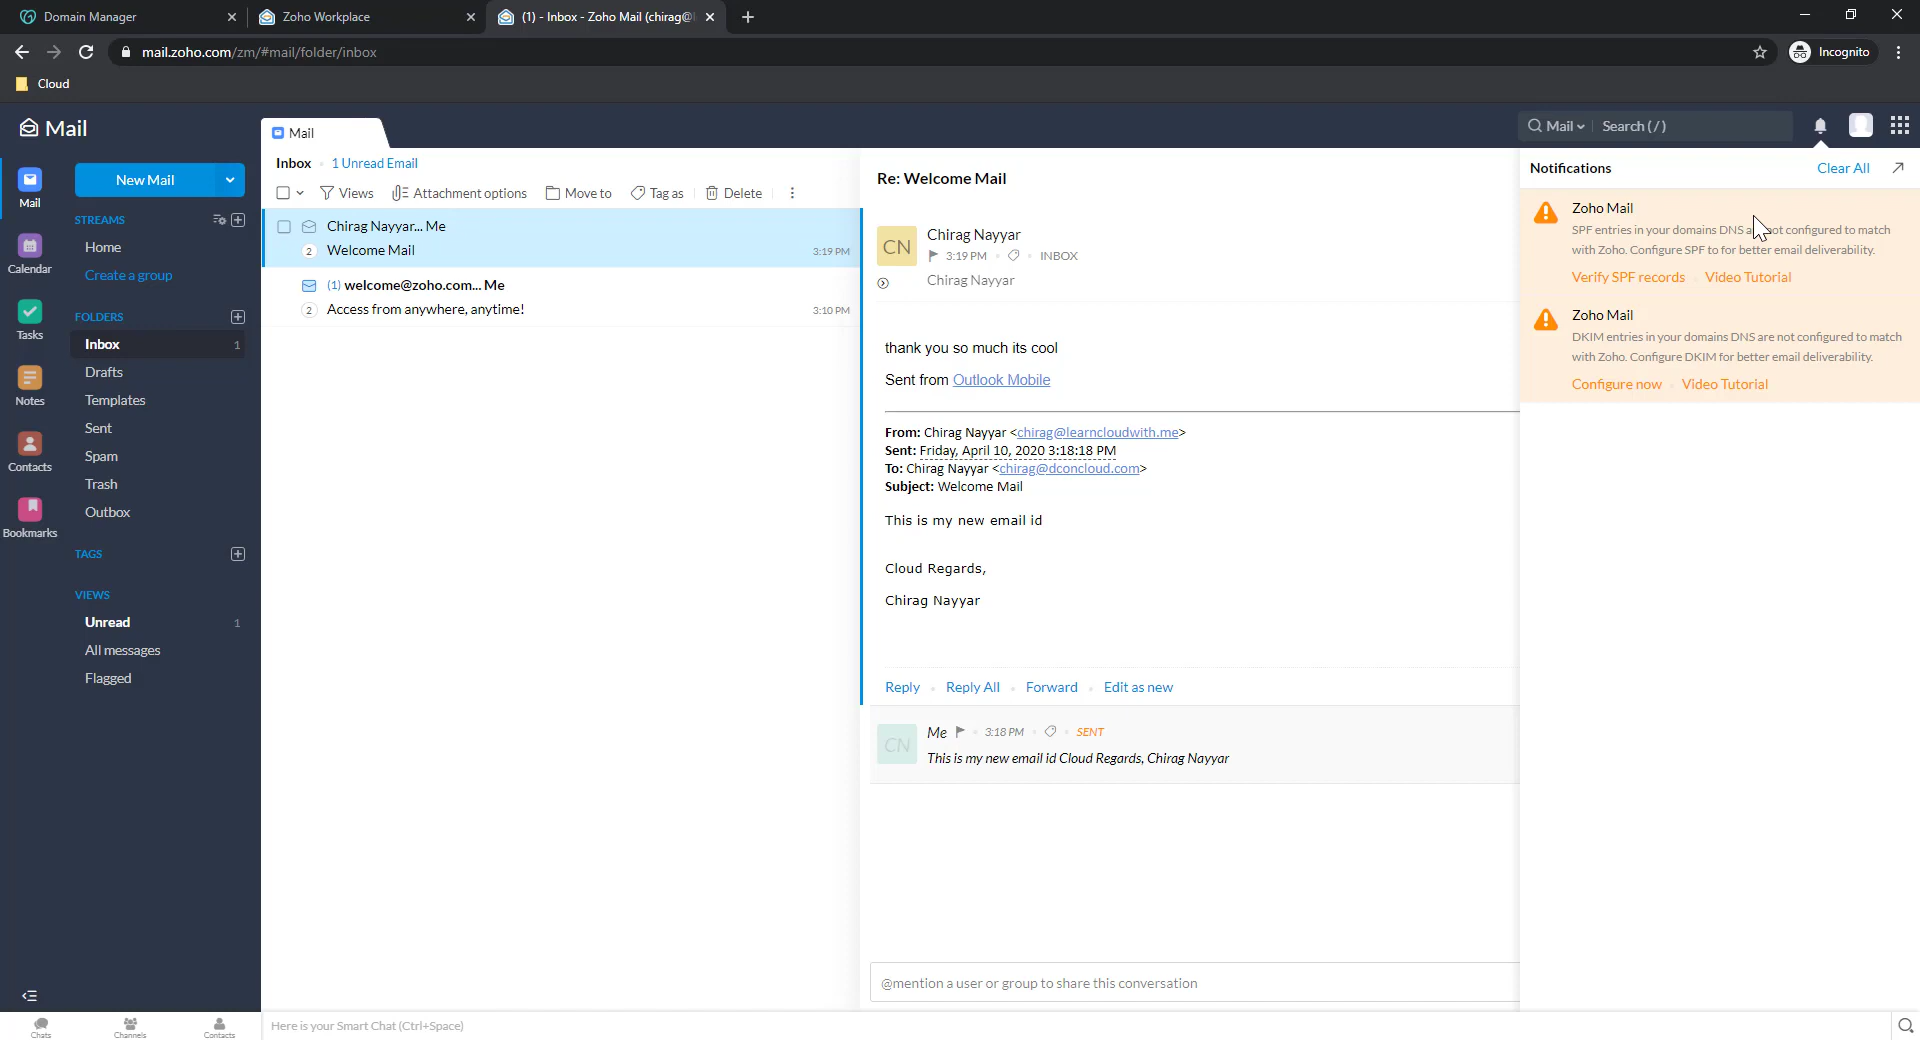 Domain Manager
Zoho Workplace
(1) - Inbox - Zoho Mail (chirag@l
mail.zoho.com/zm/#mail/folder/inbox
Incognito
Cloud
Mail
Mail
Mail
Search ( / )
Mail
Calendar
Tasks
Notes
Contacts
Bookmarks
New Mail
STREAMS
Home
Create a group
FOLDERS
Inbox 1
Drafts
Templates
Sent
Spam
Trash
Outbox
TAGS
VIEWS
Unread 1
All messages
Flagged
Inbox 1 Unread Email
Views Attachment options Move to Tag as Delete
Chirag Nayyar... Me
2 Welcome Mail 3:19 PM
(1) welcome@zoho.com... Me
2 Access from anywhere, anytime! 3:10 PM
Re: Welcome Mail
CN
Chirag Nayyar
3:19 PM INBOX
Chirag Nayyar
thank you so much its cool
Sent from Outlook Mobile
From: Chirag Nayyar <chirag@learncloudwith.me>
Sent: Friday, April 10, 2020 3:18:18 PM
To: Chirag Nayyar <chirag@dconcloud.com>
Subject: Welcome Mail
This is my new email id
Cloud Regards,
Chirag Nayyar
Reply Reply All Forward Edit as new
CN
Me 3:18 PM SENT
This is my new email id Cloud Regards, Chirag Nayyar
@mention a user or group to share this conversation
Notifications Clear All
Zoho Mail
SPF entries in your domains DNS not configured to match
with Zoho. Configure SPF to for better email deliverability.
Verify SPF records Video Tutorial
Zoho Mail
DKIM entries in your domains DNS are not configured to match
with Zoho. Configure DKIM for better email deliverability.
Configure now Video Tutorial
Chats
Channels
Contacts
Here is your Smart Chat (Ctrl+Space)